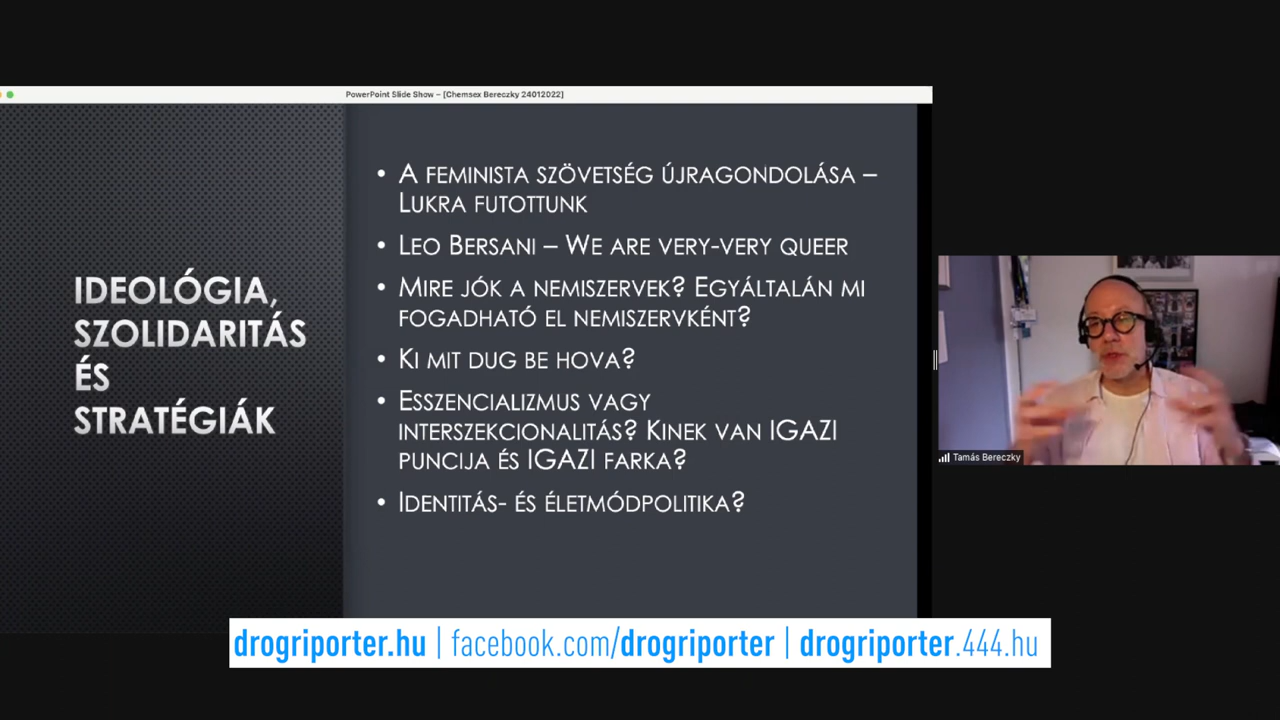 PowerPoint Slide Show – [Chemsex Bereczky 24012022]
IDEOLÓGIA,
SZOLIDARITÁS
ÉS
STRATÉGIÁK
• A FEMINISTA SZÖVETSÉG ÚJRAGONDOLÁSA –
LUKRA FUTOTTUNK
• LEO BERSANI – WE ARE VERY-VERY QUEER
• MIRE JÓK A NEMISZERVEK? EGYÁLTALÁN MI
FOGADHATÓ EL NEMISZERVKÉNT?
• KI MIT DUG BE HOVA?
• ESSZENCIALIZMUS VAGY
INTERSZEKCIONALITÁS? KINEK VAN IGAZI
PUNCIJA ÉS IGAZI FARKA?
• IDENTITÁS- ÉS ÉLETMÓDPOLITIKA?
Tamás Bereczky
drogriporter.hu | facebook.com/drogriporter | drogriporter.444.hu